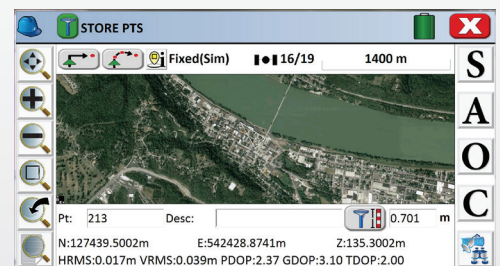 STORE PTS
Fixed(Sim) 16/19 1400 m
S
A
O
C
Pt: 213 Desc: 0.701 m
N:127439.5002m E:542428.8741m Z:135.3002m
HRMS:0.017m VRMS:0.039m PDOP:2.37 GDOP:3.10 TDOP:2.00